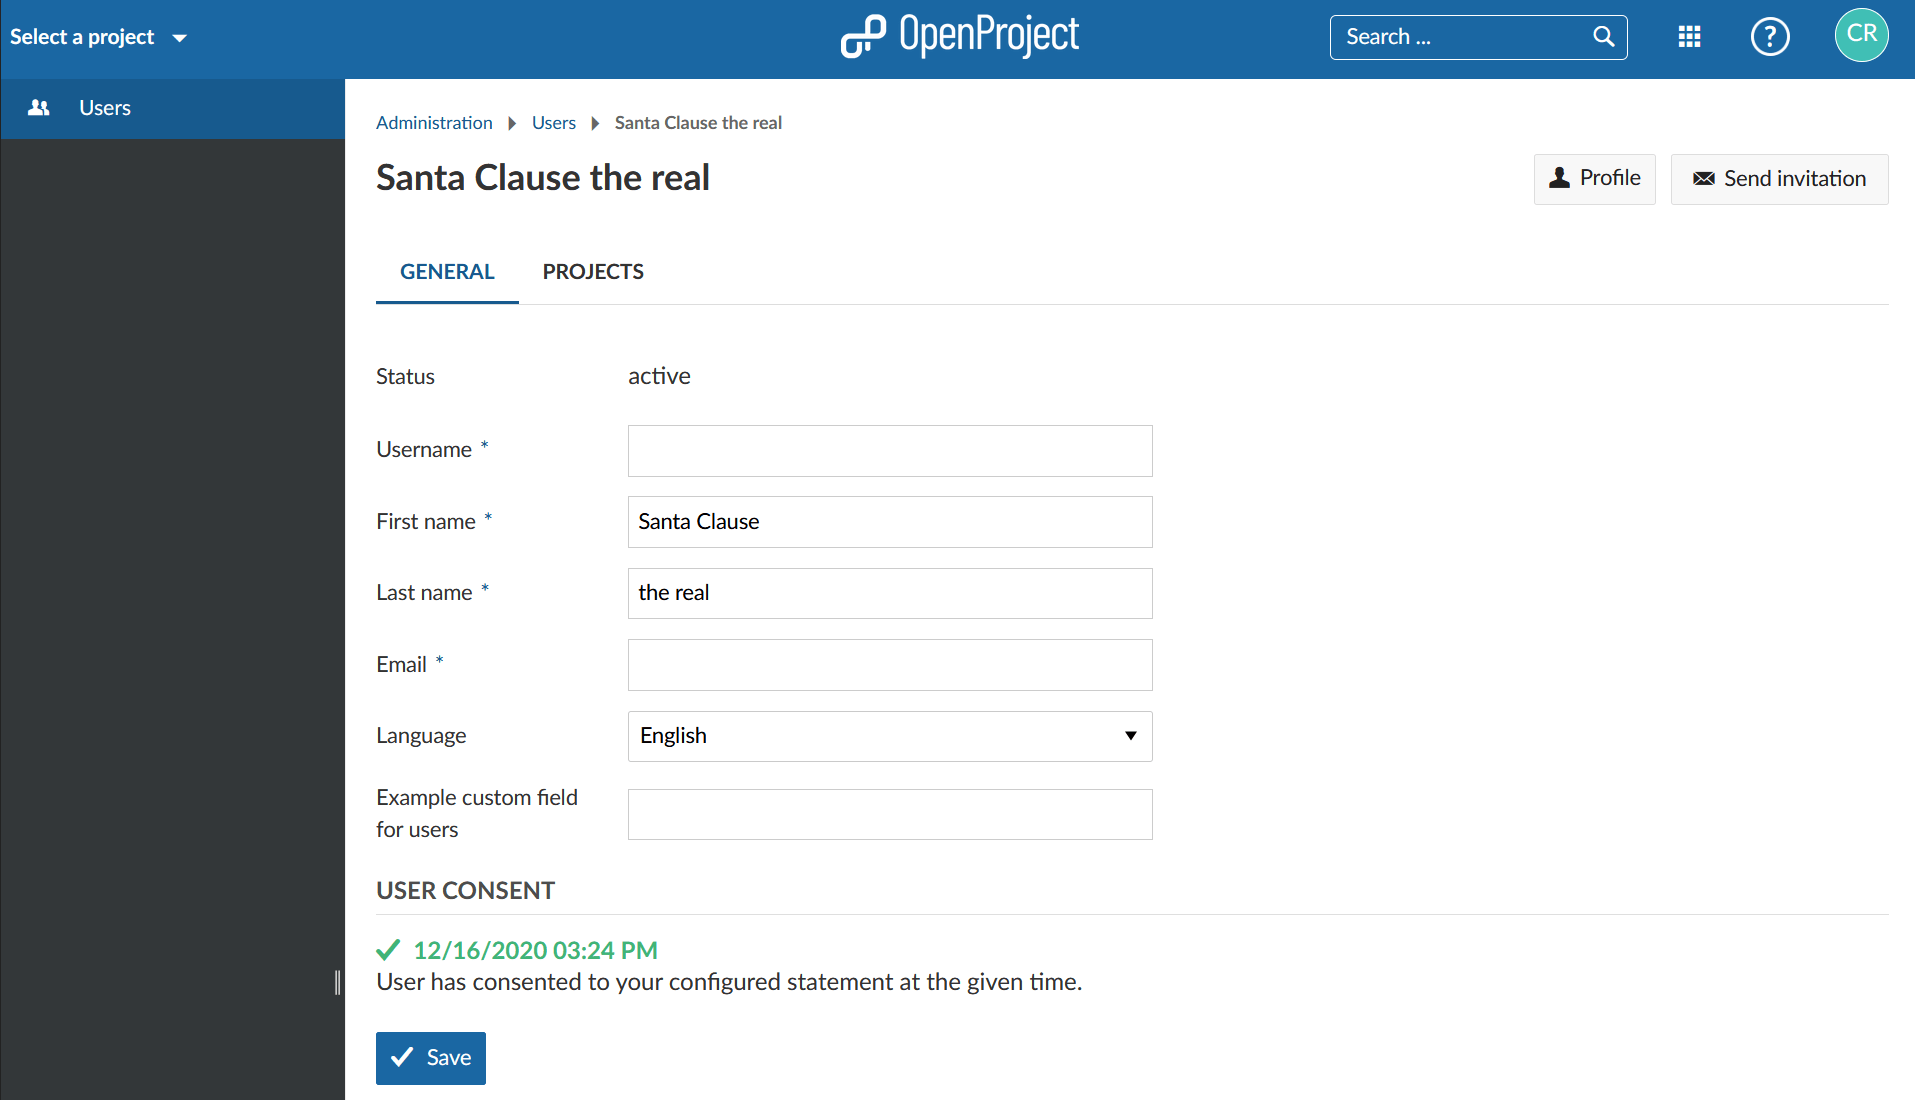 Select a project
OpenProject
Search ...
?
CR
Users
Administration Users Santa Clause the real
Santa Clause the real
Profile
Send invitation
GENERAL PROJECTS
Status active
Username *
First name * Santa Clause
Last name * the real
Email *
Language English
Example custom field
for users
USER CONSENT
12/16/2020 03:24 PM
User has consented to your configured statement at the given time.
Save